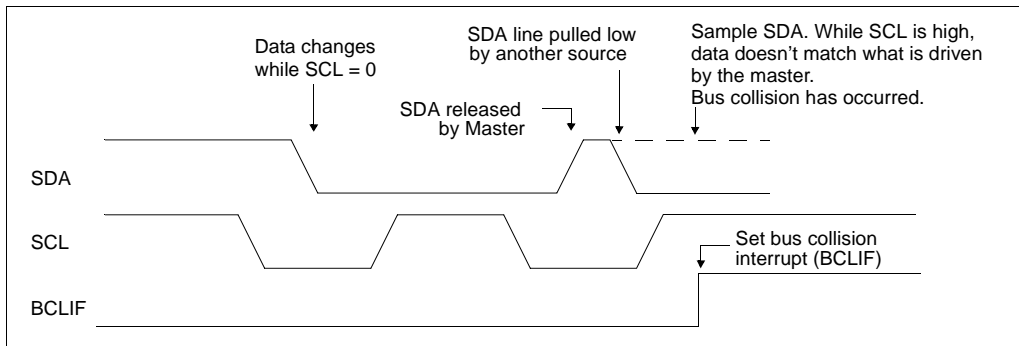 Data changes
while SCL = 0
SDA line pulled low
by another source
Sample SDA. While SCL is high,
data doesn't match what is driven
by the master.
Bus collision has occurred.
SDA released
by Master
SDA
SCL
Set bus collision
interrupt (BCLIF)
BCLIF